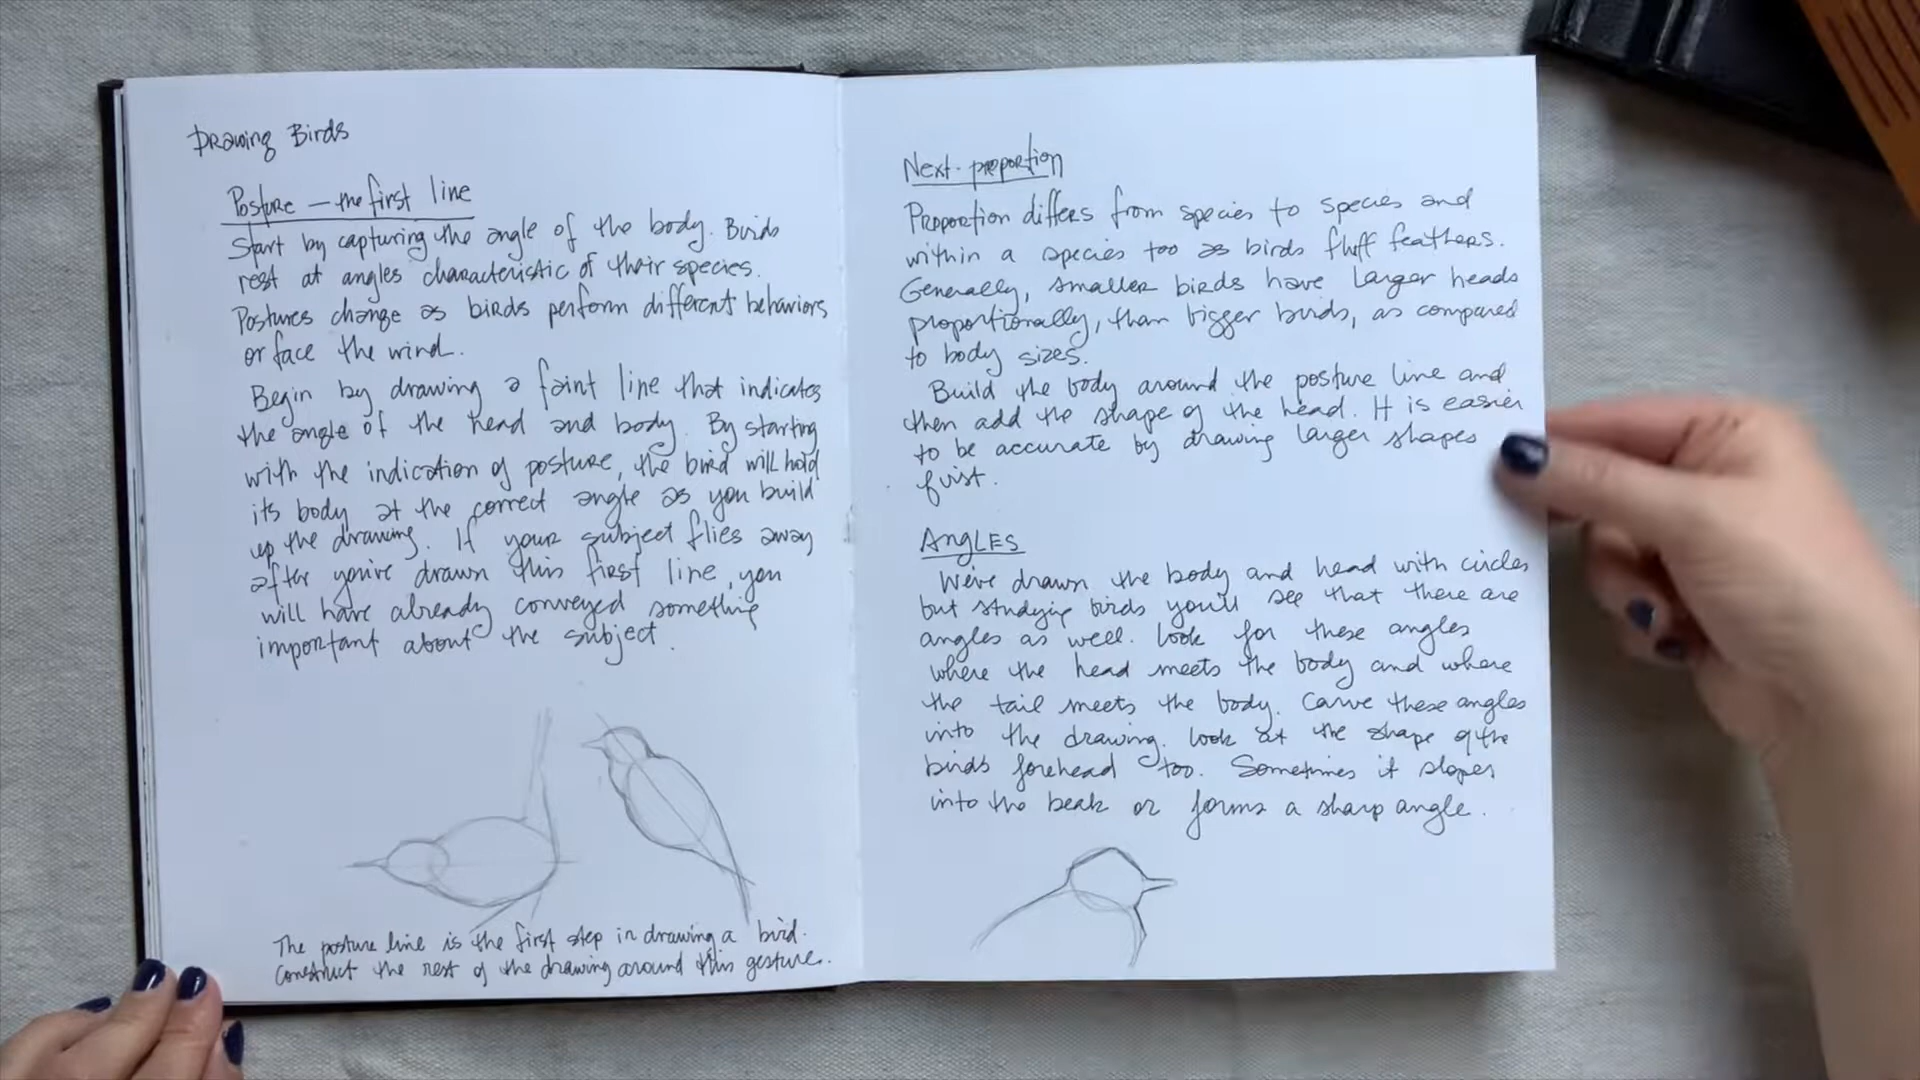 Drawing Birds
Posture — the first line
Start by capturing the angle of the body. Birds
rest at angles characteristic of their species.
Postures change as birds perform different behaviors
or face the wind.
Begin by drawing a faint line that indicates
the angle of the head and body. By starting
with the indication of posture, the bird will hold
its body at the correct angle as you build
up the drawing. If your subject flies away
after you've drawn this first line, you
will have already conveyed something
important about the subject.
The posture line is the first step in drawing a bird.
Construct the rest of the drawing around this gesture.
Next - proportion
Proportion differs from species to species and
within a species too as birds fluff feathers.
Generally, smaller birds have larger heads
proportionally, than bigger birds, as compared
to body sizes.
Build the body around the posture line and
then add the shape of the head. It is easier
to be accurate by drawing larger shapes
first.
Angles
We've drawn the body and head with circles
but studying birds you'll see that there are
angles as well. Look for these angles
where the head meets the body and where
the tail meets the body. Carve these angles
into the drawing. Look at the shape of the
birds forehead too. Sometimes it slopes
into the beak or forms a sharp angle.